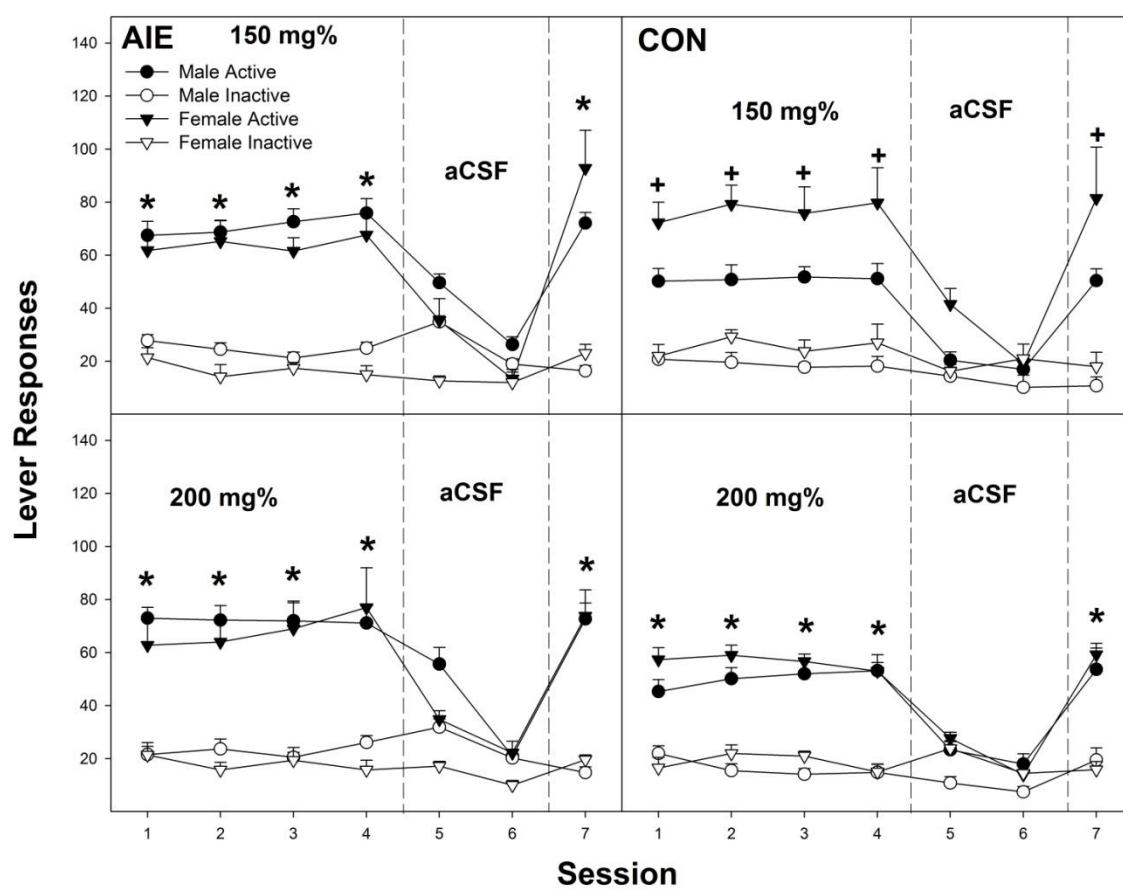 AIE
150 mg%
Male Active
Male Inactive
Female Active
Female Inactive
aCSF
* * * * *
140
120
100
80
60
40
20
CON
150 mg%
aCSF
+ + + + +
200 mg%
aCSF
* * * * *
140
120
100
80
60
40
20
200 mg%
aCSF
* * * * *
1 2 3 4 5 6 7
1 2 3 4 5 6 7
Lever Responses
Session